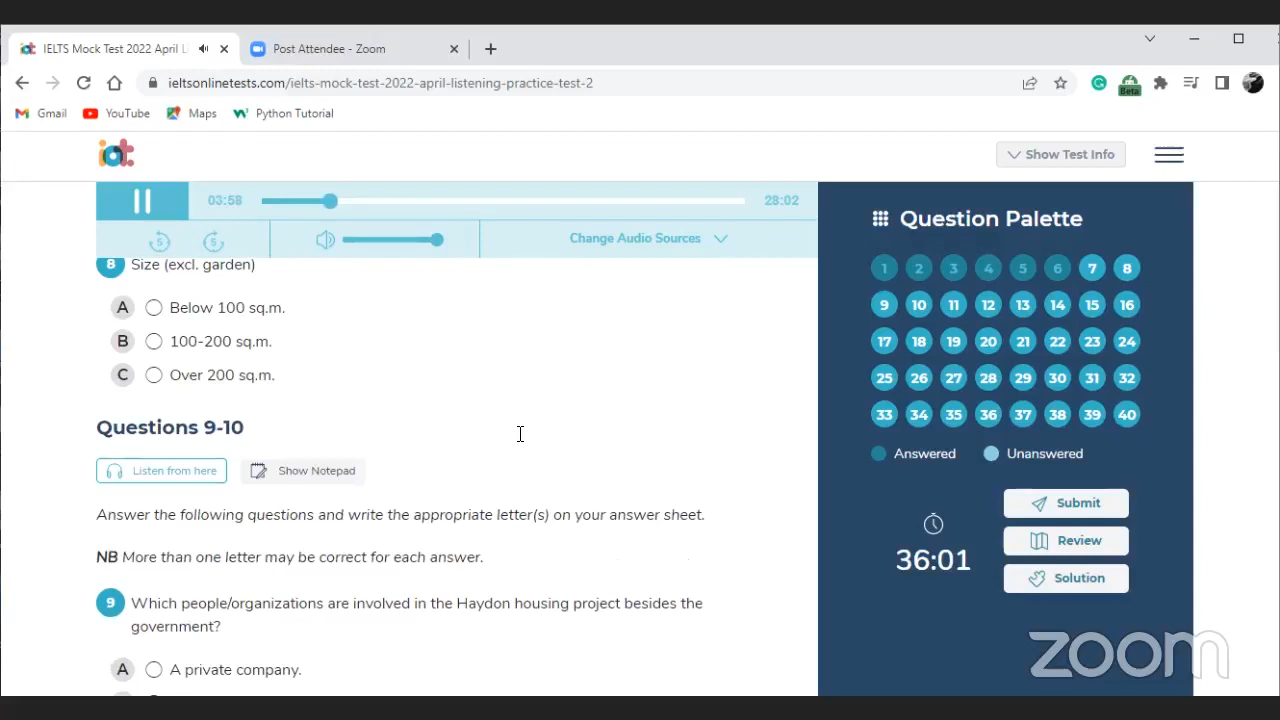 IELTS Mock Test 2022 April Li
Post Attendee - Zoom
ieltsonlinetests.com/ielts-mock-test-2022-april-listening-practice-test-2
Beta
Gmail
YouTube
Maps
Python Tutorial
iot
Show Test Info
03:58
28:02
5
5
Change Audio Sources
8 Size (excl. garden)
A Below 100 sq.m.
B 100-200 sq.m.
C Over 200 sq.m.
Questions 9-10
Listen from here
Show Notepad
Answer the following questions and write the appropriate letter(s) on your answer sheet.
NB More than one letter may be correct for each answer.
9 Which people/organizations are involved in the Haydon housing project besides the
government?
A A private company.
Question Palette
1 2 3 4 5 6 7 8
9 10 11 12 13 14 15 16
17 18 19 20 21 22 23 24
25 26 27 28 29 30 31 32
33 34 35 36 37 38 39 40
Answered
Unanswered
36:01
Submit
Review
Solution
zoom